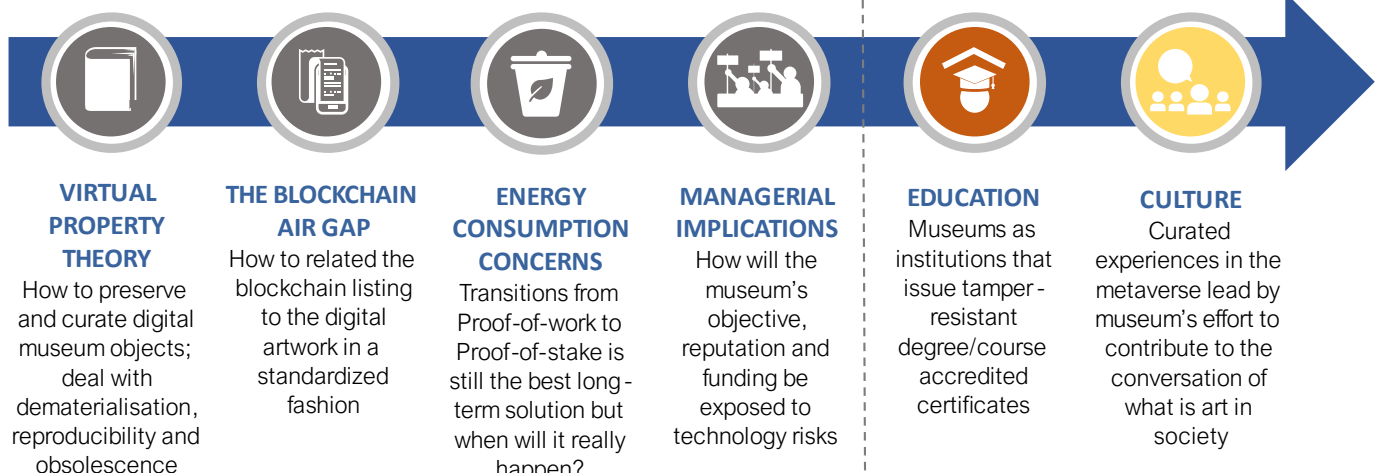 VIRTUAL
PROPERTY
THEORY
How to preserve
and curate digital
museum objects;
deal with
dematerialisation,
reproducibility and
obsolescence
THE BLOCKCHAIN
AIR GAP
How to related the
blockchain listing
to the digital
artwork in a
standardized
fashion
ENERGY
CONSUMPTION
CONCERNS
Transitions from
Proof-of-work to
Proof-of-stake is
still the best long-
term solution but
when will it really
happen?
MANAGERIAL
IMPLICATIONS
How will the
museum’s
objective,
reputation and
funding be
exposed to
technology risks
EDUCATION
Museums as
institutions that
issue tamper-
resistant
degree/course
accredited
certificates
CULTURE
Curated
experiences in the
metaverse lead by
museum’s effort to
contribute to the
conversation of
what is art in
society